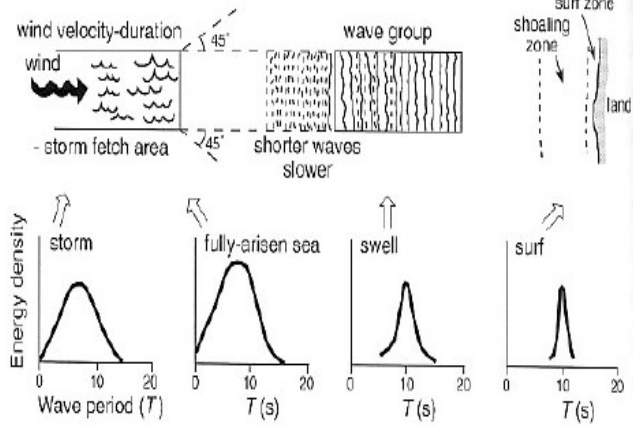 surf zone
wind velocity-duration
45°
wave group
shoaling
zone
wind
land
- storm fetch area
45°
shorter waves
slower
Energy density
storm
fully-arisen sea
swell
surf
0 10 20
0 10 20
0 10 20
0 10 20
Wave period (T)
T (s)
T (s)
T (s)